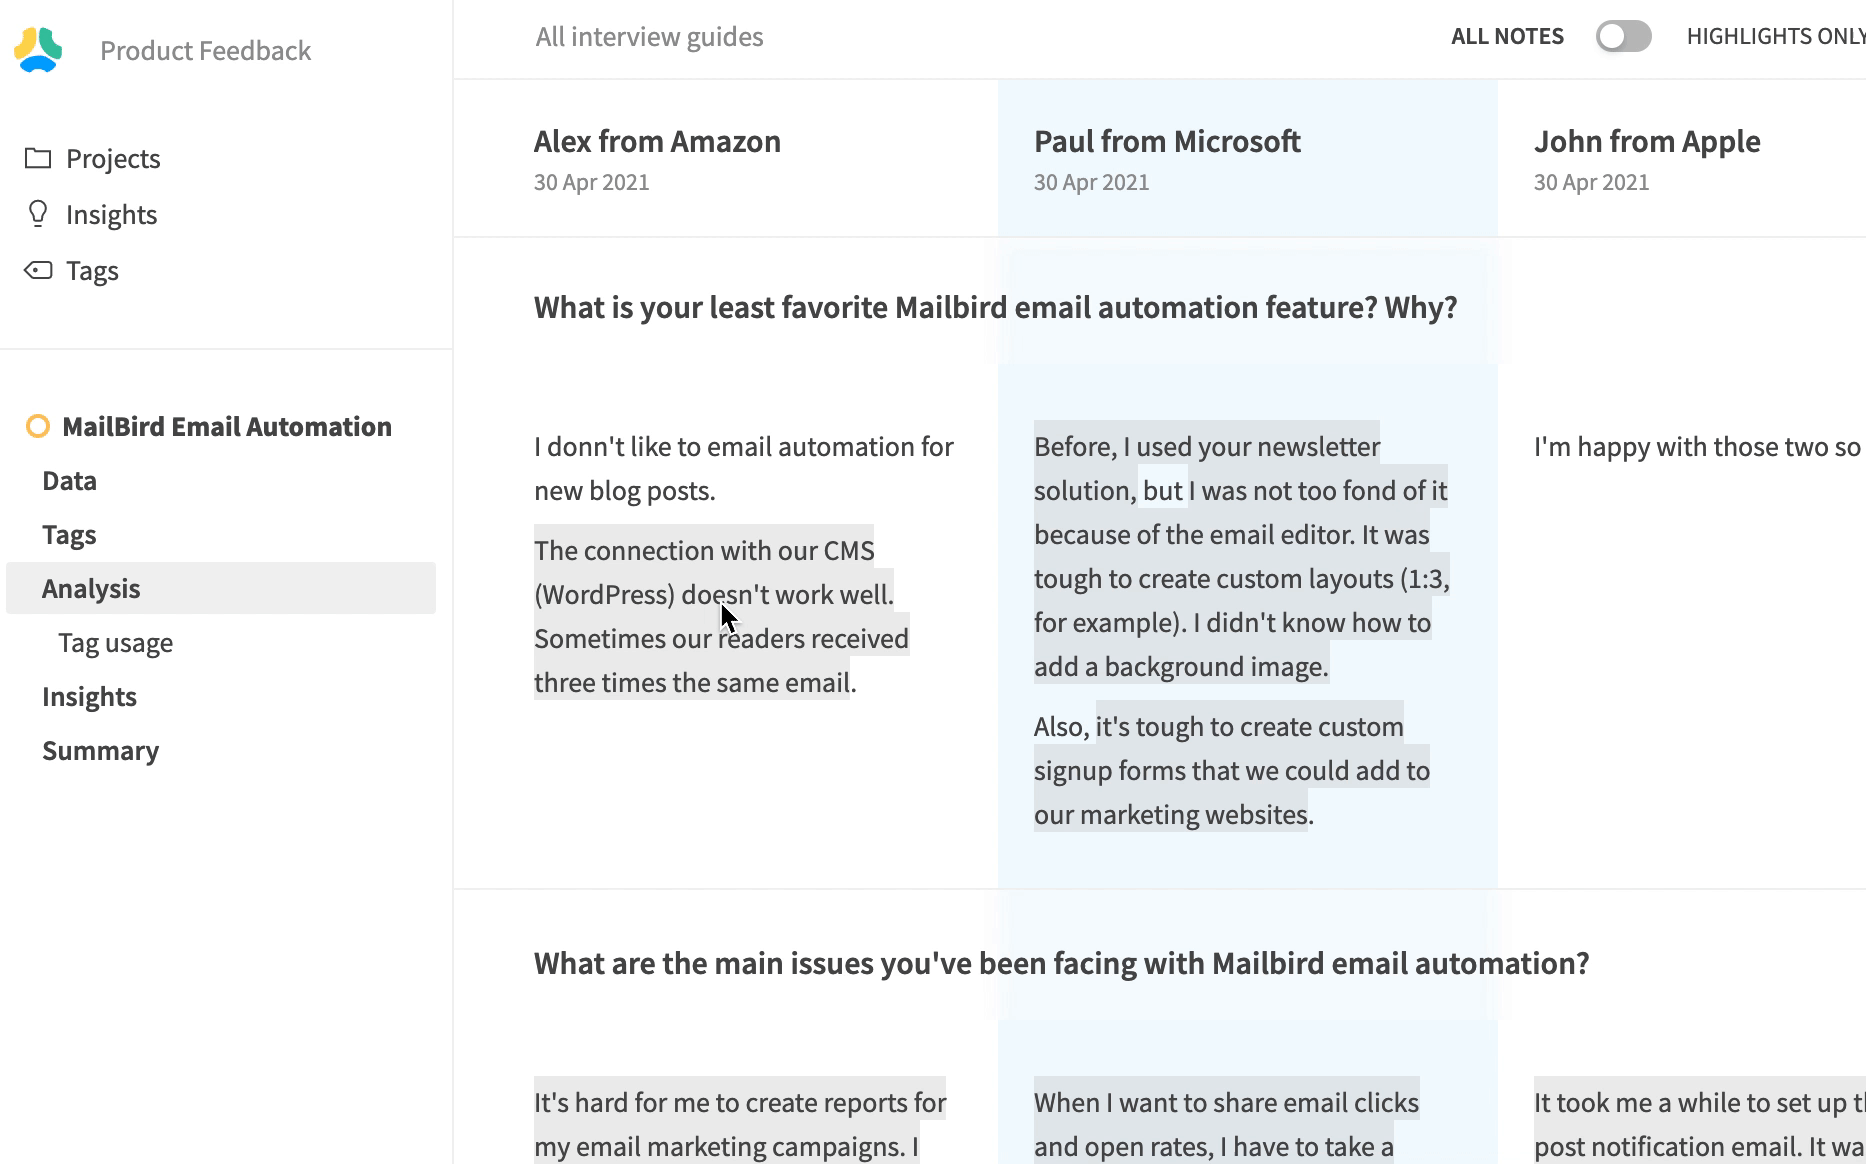 Product Feedback
Projects
Insights
Tags
MailBird Email Automation
Data
Tags
Analysis
Tag usage
Insights
Summary
All interview guides
ALL NOTES
HIGHLIGHTS ONLY
Alex from Amazon
30 Apr 2021
Paul from Microsoft
30 Apr 2021
John from Apple
30 Apr 2021
What is your least favorite Mailbird email automation feature? Why?
I donn't like to email automation for
new blog posts.
The connection with our CMS
(WordPress) doesn't work well.
Sometimes our readers received
three times the same email.
Before, I used your newsletter
solution, but I was not too fond of it
because of the email editor. It was
tough to create custom layouts (1:3,
for example). I didn't know how to
add a background image.
Also, it's tough to create custom
signup forms that we could add to
our marketing websites.
I'm happy with those two so
What are the main issues you've been facing with Mailbird email automation?
It's hard for me to create reports for
my email marketing campaigns. I
When I want to share email clicks
and open rates, I have to take a
It took me a while to set up
post notification email. It